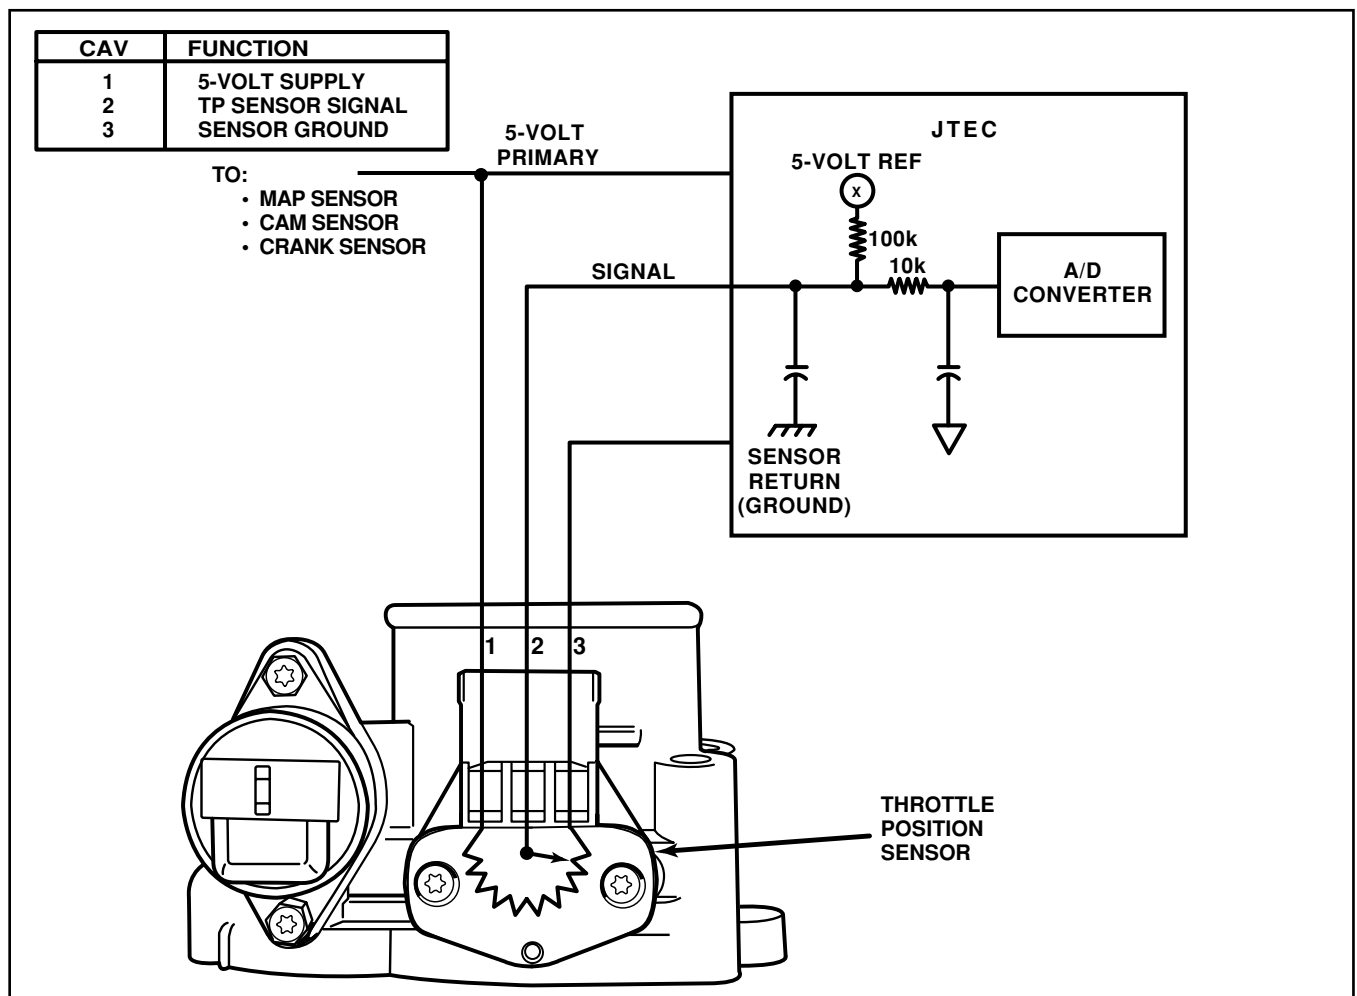 CAV FUNCTION
1 5-VOLT SUPPLY
2 TP SENSOR SIGNAL
3 SENSOR GROUND
TO:
• MAP SENSOR
• CAM SENSOR
• CRANK SENSOR
5-VOLT
PRIMARY
JTEC
5-VOLT REF
X
100k
10k
A/D
CONVERTER
SIGNAL
SENSOR
RETURN
(GROUND)
1 2 3
THROTTLE
POSITION
SENSOR